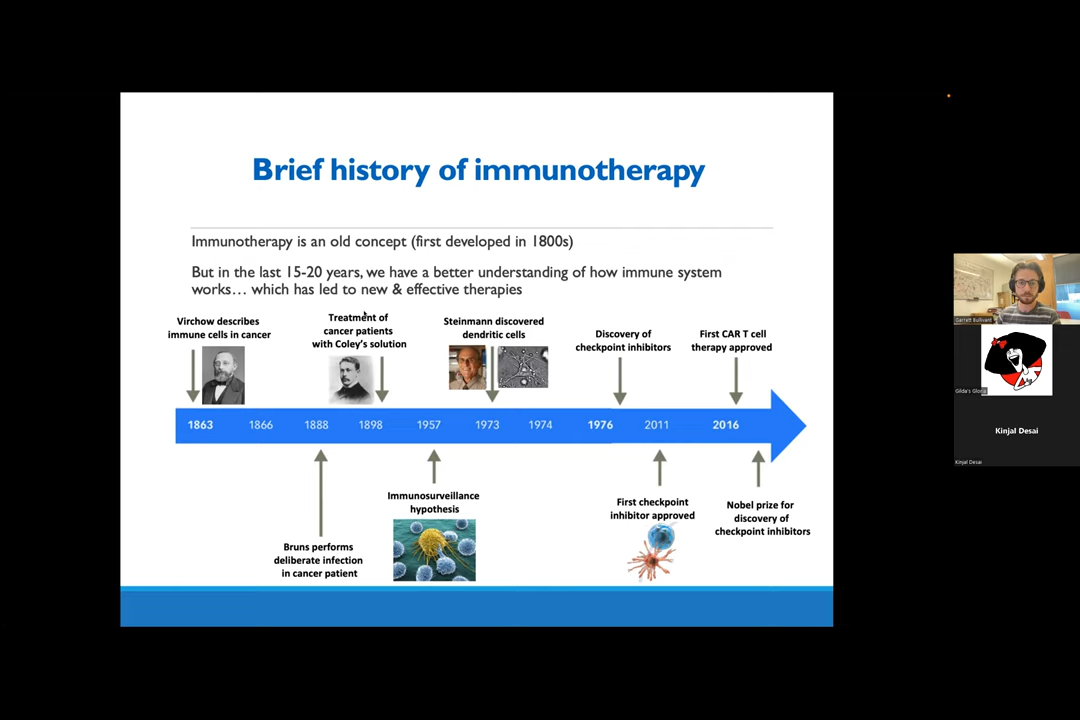 Brief history of immunotherapy
Immunotherapy is an old concept (first developed in 1800s)
But in the last 15-20 years, we have a better understanding of how immune system
works… which has led to new & effective therapies
Virchow describes
immune cells in cancer
Treatment of
cancer patients
with Coley's solution
Steinmann discovered
dendritic cells
Discovery of
checkpoint inhibitors
First CAR T cell
therapy approved
1863 1866 1888 1898 1957 1973 1974 1976 2011 2016
Bruns performs
deliberate infection
in cancer patient
Immunosurveillance
hypothesis
First checkpoint
inhibitor approved
Nobel prize for
discovery of
checkpoint inhibitors
Garrett Bullivant
Gilda's
Kinjal Desai
Kinjal Desai